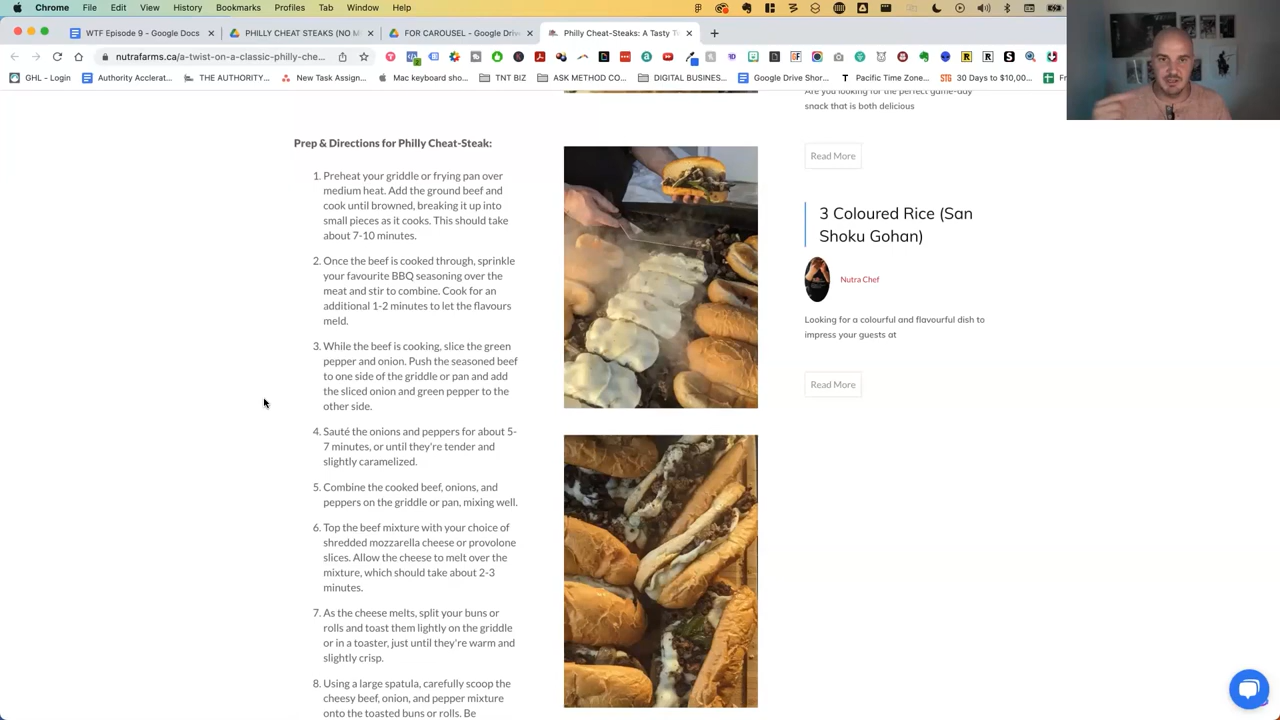 Chrome File Edit View History Bookmarks Profiles Tab Window Help
WTF Episode 9 - Google Docs
PHILLY CHEAT STEAKS (NO M
FOR CAROUSEL - Google Drive
Philly Cheat-Steaks: A Tasty T
farming.ca/a-twist-on-a-classic-philly-che...
GHL - Login
Authority Acclerat...
THE AUTHORITY...
New Task Assign...
Mac keyboard sho...
TNT BIZ
ASK METHOD CO...
DIGITAL BUSINES...
Google Drive Shor...
Pacific Time Zone...
30 Days to $10,00...
Are you looking for the perfect game-day
snack that is both delicious
Read More
3 Coloured Rice (San
Shoku Gohan)
Nutra Chef
Looking for a colourful and flavourful dish to
impress your guests at
Read More
Prep & Directions for Philly Cheat-Steak:
1. Preheat your griddle or frying pan over
medium heat. Add the ground beef and
cook until browned, breaking it up into
small pieces as it cooks. This should take
about 7-10 minutes.
2. Once the beef is cooked through, sprinkle
your favourite BBQ seasoning over the
meat and stir to combine. Cook for an
additional 1-2 minutes to let the flavours
meld.
3. While the beef is cooking, slice the green
pepper and onion. Push the seasoned beef
to one side of the griddle or pan and add
the sliced onion and green pepper to the
other side.
4. Sauté the onions and peppers for about 5-
7 minutes, or until they're tender and
slightly caramelized.
5. Combine the cooked beef, onions, and
peppers on the griddle or pan, mixing well.
6. Top the beef mixture with your choice of
shredded mozzarella cheese or provolone
slices. Allow the cheese to melt over the
mixture, which should take about 2-3
minutes.
7. As the cheese melts, split your buns or
rolls and toast them lightly on the griddle
or in a toaster, just until they're warm and
slightly crisp.
8. Using a large spatula, carefully scoop the
cheesy beef, onion, and pepper mixture
onto the toasted buns or rolls. Be